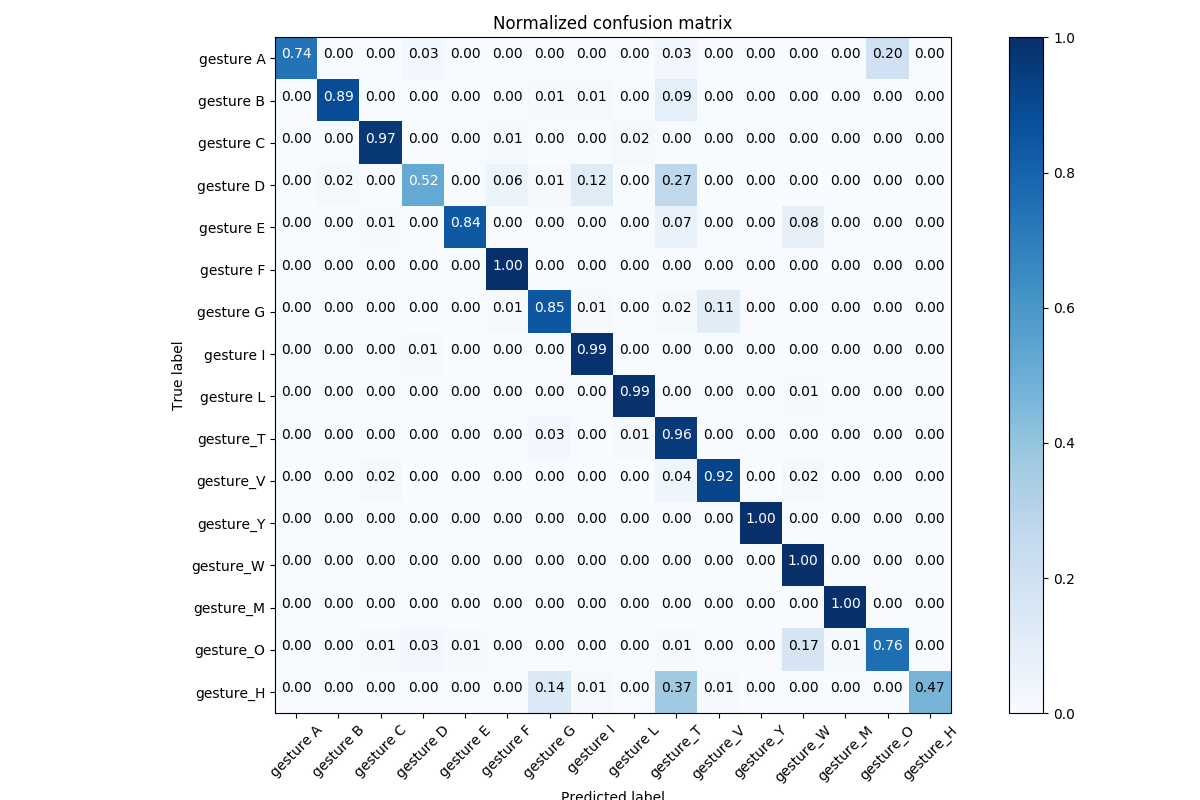 Normalized confusion matrix
gesture A 0.74 0.00 0.00 0.03 0.00 0.00 0.00 0.00 0.00 0.03 0.00 0.00 0.00 0.00 0.20 0.00
gesture B 0.00 0.89 0.00 0.00 0.00 0.00 0.01 0.01 0.00 0.09 0.00 0.00 0.00 0.00 0.00 0.00
gesture C 0.00 0.00 0.97 0.00 0.00 0.01 0.00 0.00 0.02 0.00 0.00 0.00 0.00 0.00 0.00 0.00
gesture D 0.00 0.02 0.00 0.52 0.00 0.06 0.01 0.12 0.00 0.27 0.00 0.00 0.00 0.00 0.00 0.00
gesture E 0.00 0.00 0.01 0.00 0.84 0.00 0.00 0.00 0.00 0.07 0.00 0.00 0.08 0.00 0.00 0.00
gesture F 0.00 0.00 0.00 0.00 0.00 1.00 0.00 0.00 0.00 0.00 0.00 0.00 0.00 0.00 0.00 0.00
gesture G 0.00 0.00 0.00 0.00 0.00 0.01 0.85 0.01 0.00 0.02 0.11 0.00 0.00 0.00 0.00 0.00
gesture I 0.00 0.00 0.00 0.01 0.00 0.00 0.00 0.99 0.00 0.00 0.00 0.00 0.00 0.00 0.00 0.00
gesture L 0.00 0.00 0.00 0.00 0.00 0.00 0.00 0.00 0.99 0.00 0.00 0.00 0.01 0.00 0.00 0.00
gesture_T 0.00 0.00 0.00 0.00 0.00 0.00 0.03 0.00 0.01 0.96 0.00 0.00 0.00 0.00 0.00 0.00
gesture_V 0.00 0.00 0.02 0.00 0.00 0.00 0.00 0.00 0.00 0.04 0.92 0.00 0.02 0.00 0.00 0.00
gesture_Y 0.00 0.00 0.00 0.00 0.00 0.00 0.00 0.00 0.00 0.00 0.00 1.00 0.00 0.00 0.00 0.00
gesture_W 0.00 0.00 0.00 0.00 0.00 0.00 0.00 0.00 0.00 0.00 0.00 0.00 1.00 0.00 0.00 0.00
gesture_M 0.00 0.00 0.00 0.00 0.00 0.00 0.00 0.00 0.00 0.00 0.00 0.00 0.00 1.00 0.00 0.00
gesture_O 0.00 0.00 0.01 0.03 0.01 0.00 0.00 0.00 0.00 0.01 0.00 0.00 0.17 0.01 0.76 0.00
gesture_H 0.00 0.00 0.00 0.00 0.00 0.00 0.14 0.01 0.00 0.37 0.01 0.00 0.00 0.00 0.00 0.47
gesture A gesture B gesture C gesture D gesture E gesture F gesture G gesture I gesture L gesture_T gesture_V gesture_Y gesture_W gesture_M gesture_O gesture_H
True label
Predicted label
1.0
0.8
0.6
0.4
0.2
0.0